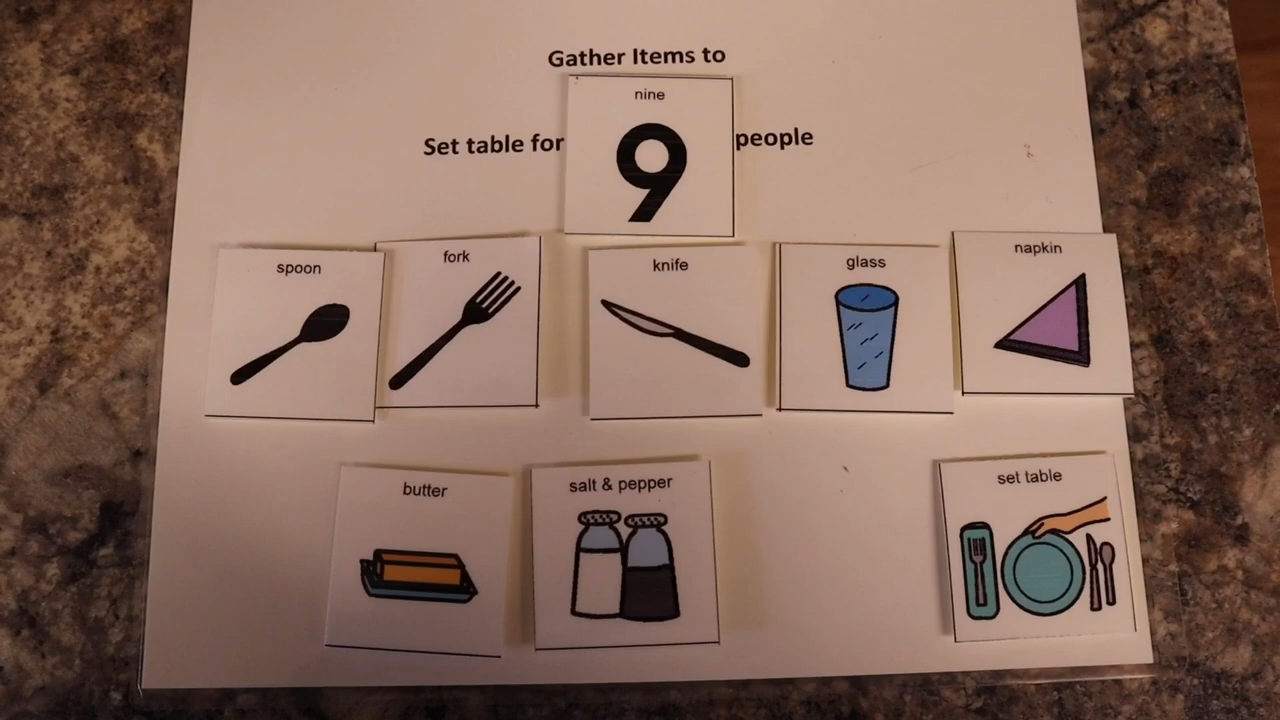 Gather Items to
nine
Set table for 9 people
spoon fork knife glass napkin
butter salt & pepper set table